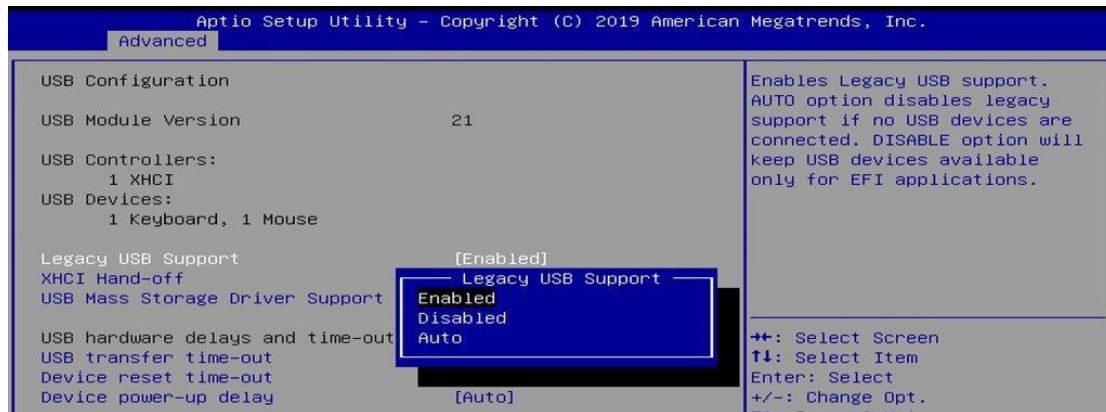 Aptio Setup Utility – Copyright (C) 2019 American Megatrends, Inc.
Advanced
USB Configuration
USB Module Version 21
USB Controllers:
1 XHCI
USB Devices:
1 Keyboard, 1 Mouse
Legacy USB Support [Enabled]
XHCI Hand-off
USB Mass Storage Driver Support
USB hardware delays and time-out
USB transfer time-out
Device reset time-out
Device power-up delay [Auto]
Legacy USB Support
Enabled
Disabled
Auto
Enables Legacy USB support.
AUTO option disables legacy
support if no USB devices are
connected. DISABLE option will
keep USB devices available
only for EFI applications.
→←: Select Screen
↑↓: Select Item
Enter: Select
+/-: Change Opt.